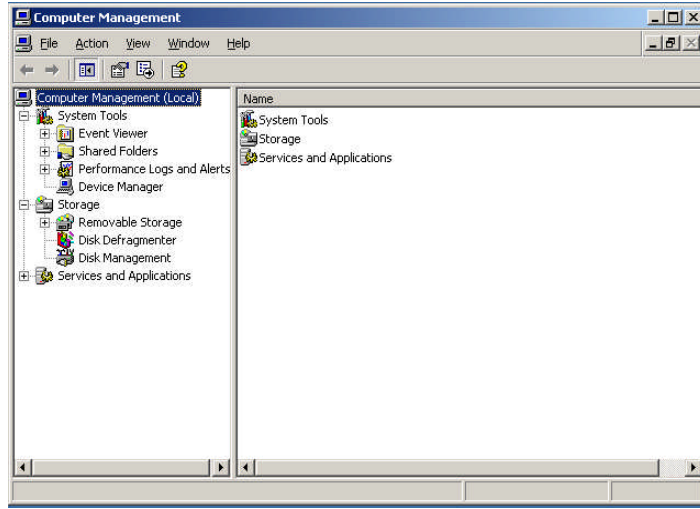 Computer Management
File Action View Window Help
Computer Management (Local)
System Tools
Event Viewer
Shared Folders
Performance Logs and Alerts
Device Manager
Storage
Removable Storage
Disk Defragmenter
Disk Management
Services and Applications
Name
System Tools
Storage
Services and Applications